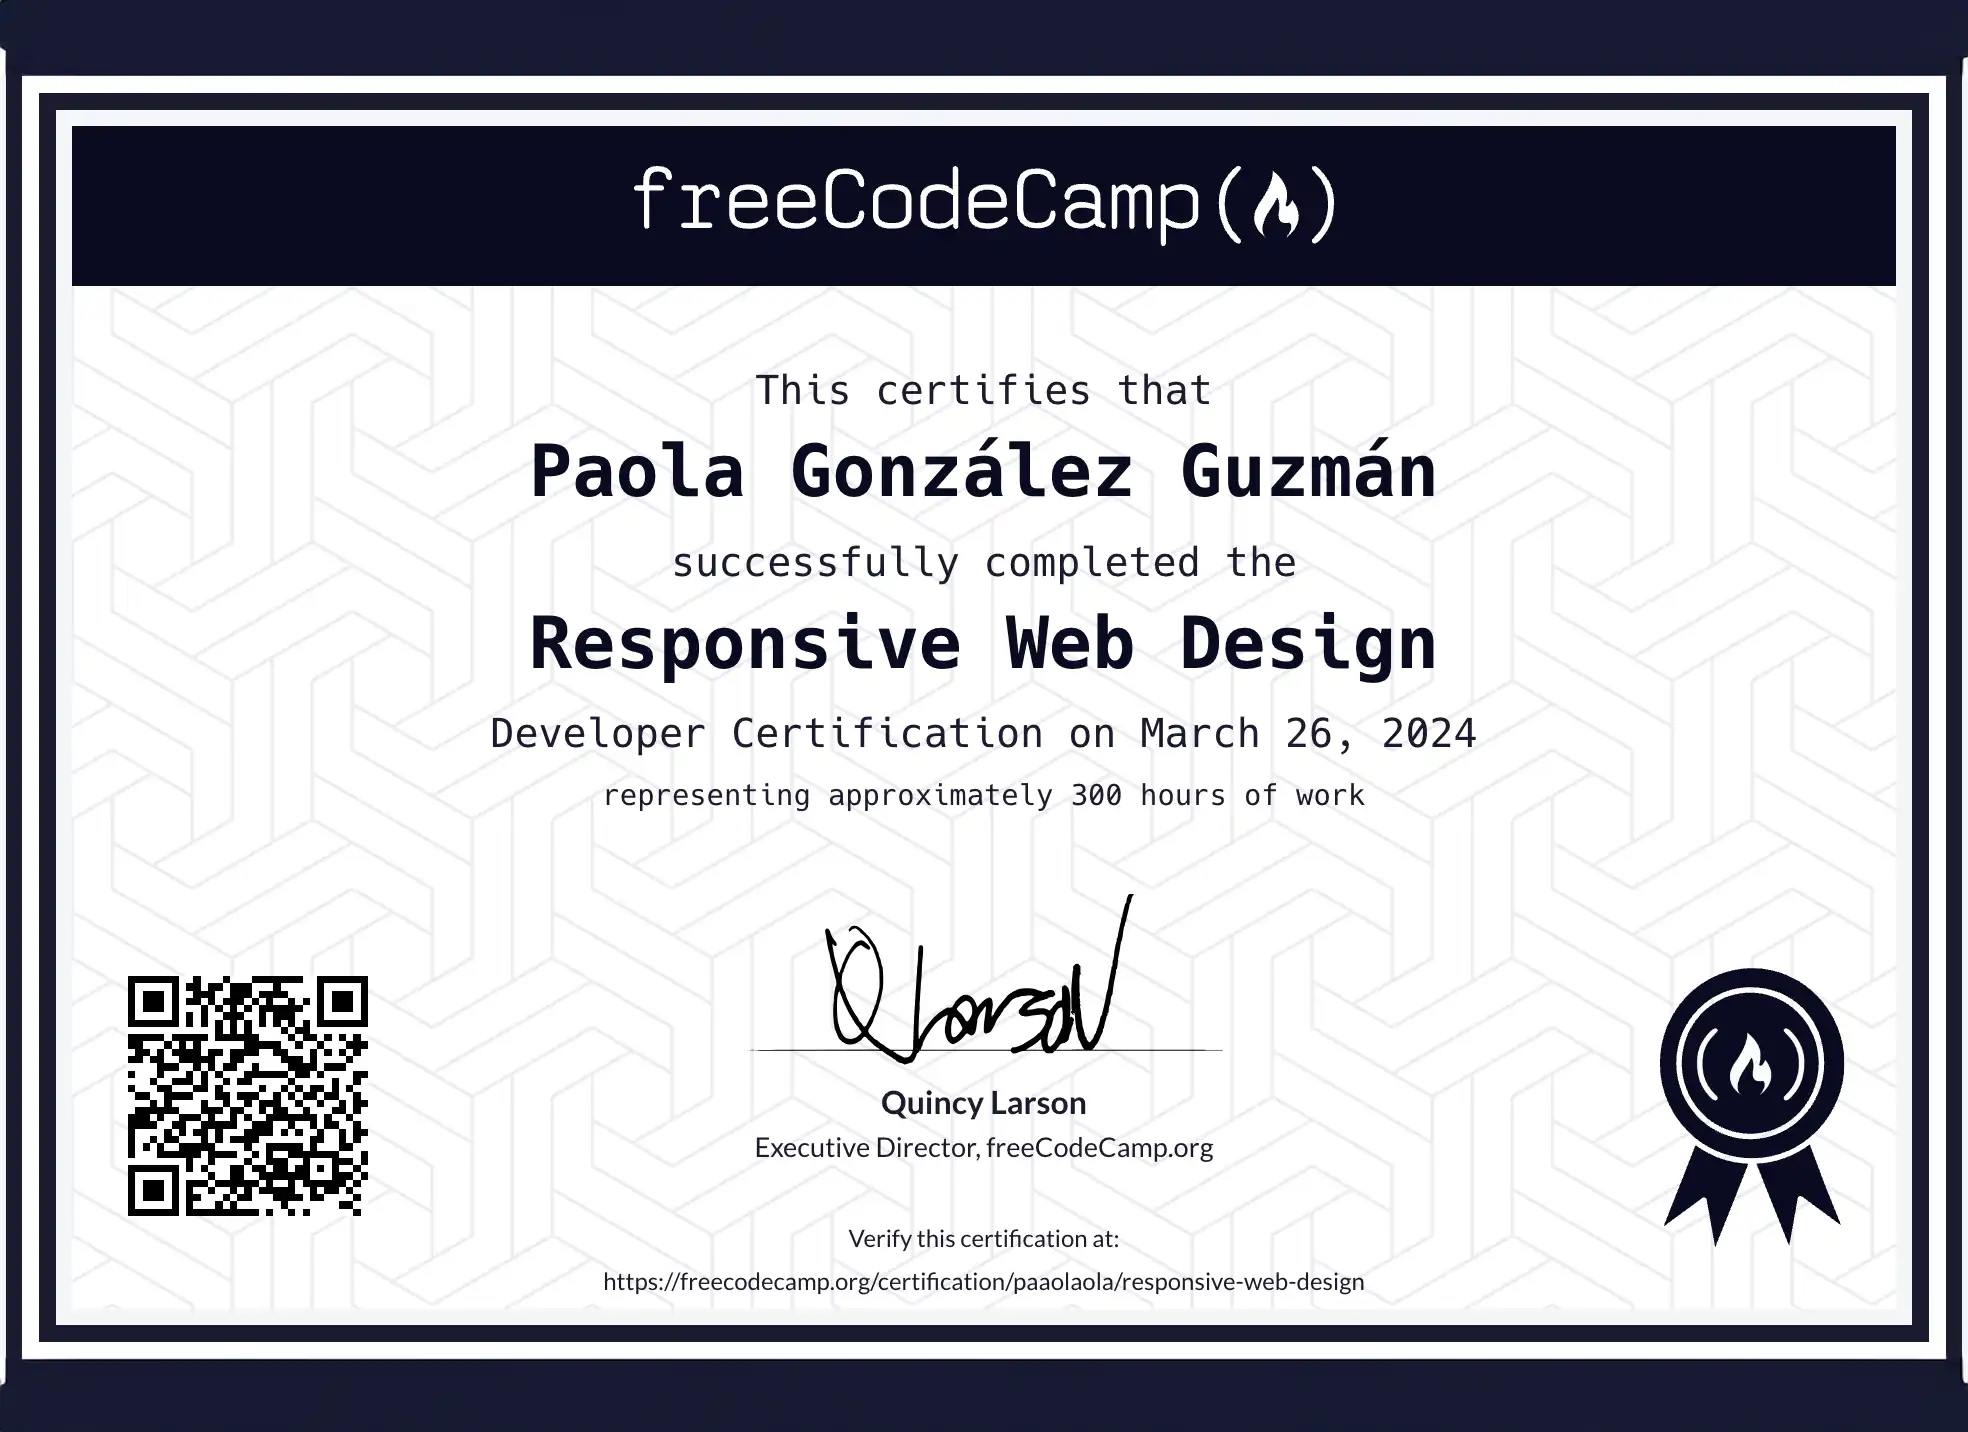 freeCodeCamp
This certifies that
Paola González Guzmán
successfully completed the
Responsive Web Design
Developer Certification on March 26, 2024
representing approximately 300 hours of work
Q Larson
Quincy Larson
Executive Director, freeCodeCamp.org
Verify this certification at:
https://freecodecamp.org/certification/paaolaola/responsive-web-design